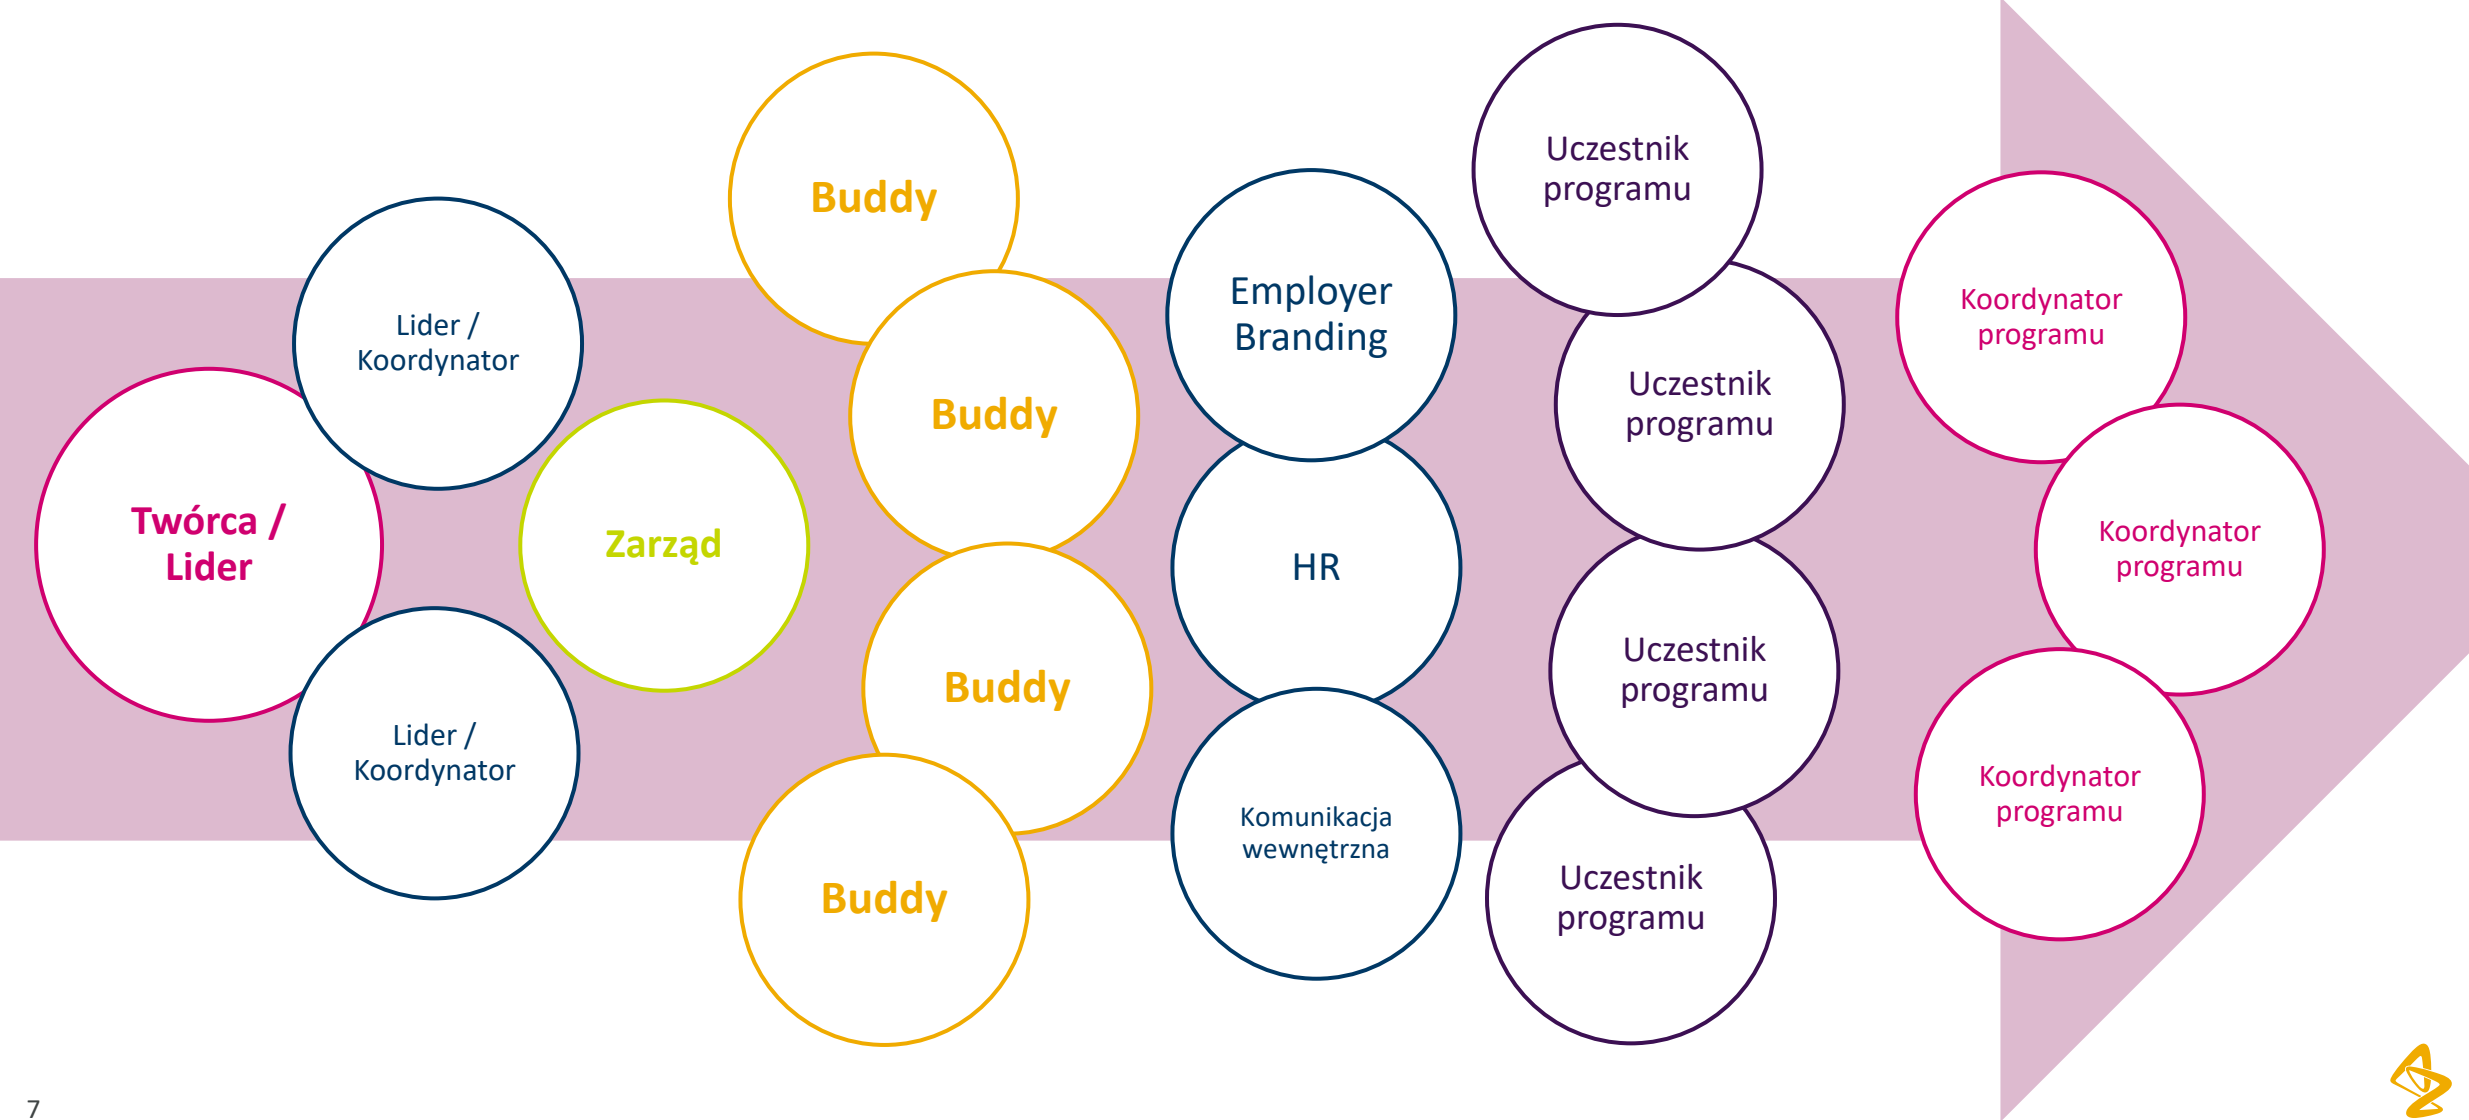 Twórca /
Lider
Lider /
Koordynator
Lider /
Koordynator
Zarząd
Buddy
Buddy
Buddy
Buddy
Employer
Branding
HR
Komunikacja
wewnętrzna
Uczestnik
programu
Uczestnik
programu
Uczestnik
programu
Uczestnik
programu
Koordynator
programu
Koordynator
programu
Koordynator
programu
7